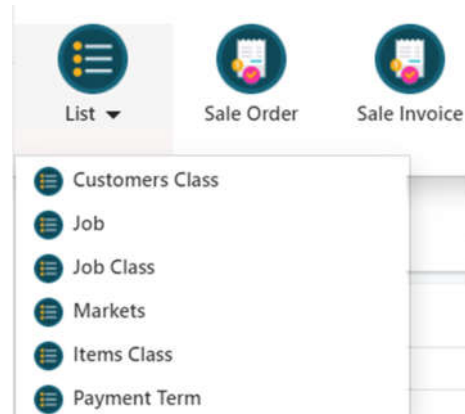 List
Sale Order
Sale Invoice
Customers Class
Job
Job Class
Markets
Items Class
Payment Term